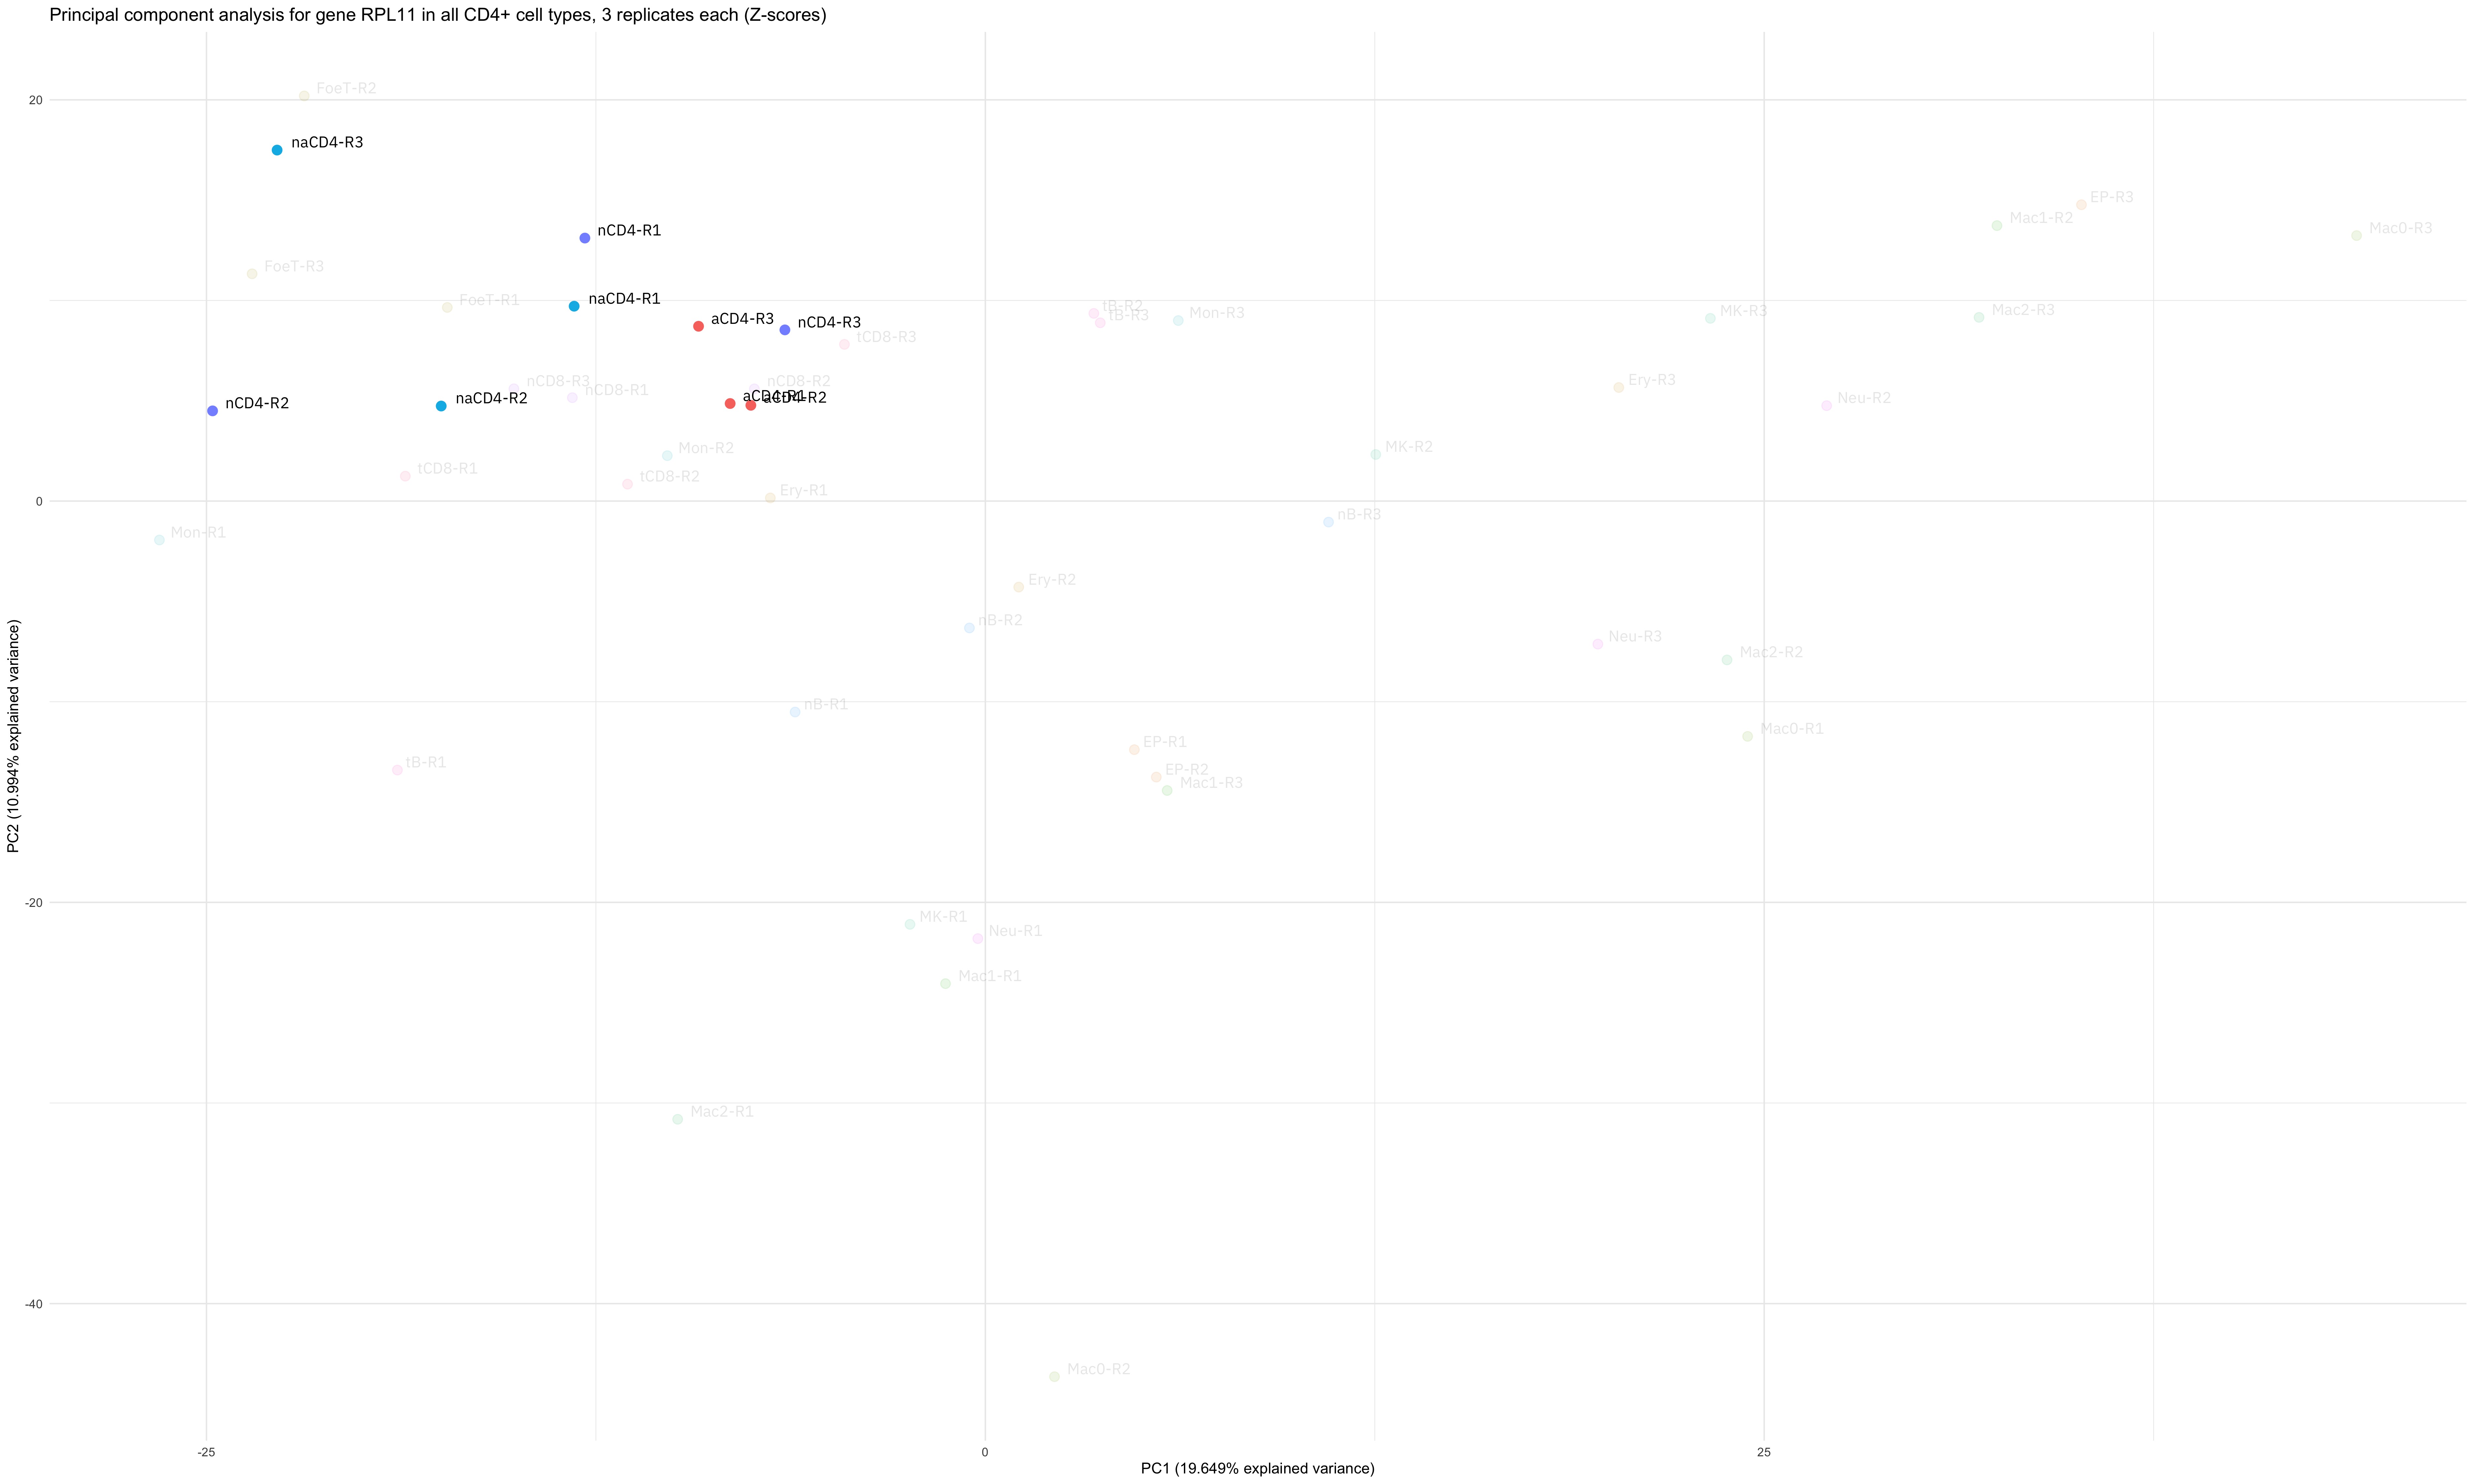 Principal component analysis for gene RPL11 in all CD4+ cell types, 3 replicates each (Z-scores)
FoeT-R2
20
naCD4-R3
EP-R3
Mac1-R2
Mac0-R3
nCD4-R1
FoeT-R3
FoeT-R1
naCD4-R1
tB-R2
tB-R3
Mon-R3
MK-R3
Mac2-R3
aCD4-R3
nCD4-R3
tCD8-R3
nCD8-R3
nCD8-R1
nCD8-R2
Ery-R3
nCD4-R2
naCD4-R2
aCD4-R1
aCD4-R2
Neu-R2
Mon-R2
MK-R2
tCD8-R1
tCD8-R2
Ery-R1
0
nB-R3
Mon-R1
Ery-R2
nB-R2
Neu-R3
Mac2-R2
nB-R1
Mac0-R1
EP-R1
tB-R1
EP-R2
Mac1-R3
PC2 (10.994% explained variance)
-20
MK-R1
Neu-R1
Mac1-R1
Mac2-R1
-40
Mac0-R2
-25
0
25
PC1 (19.649% explained variance)